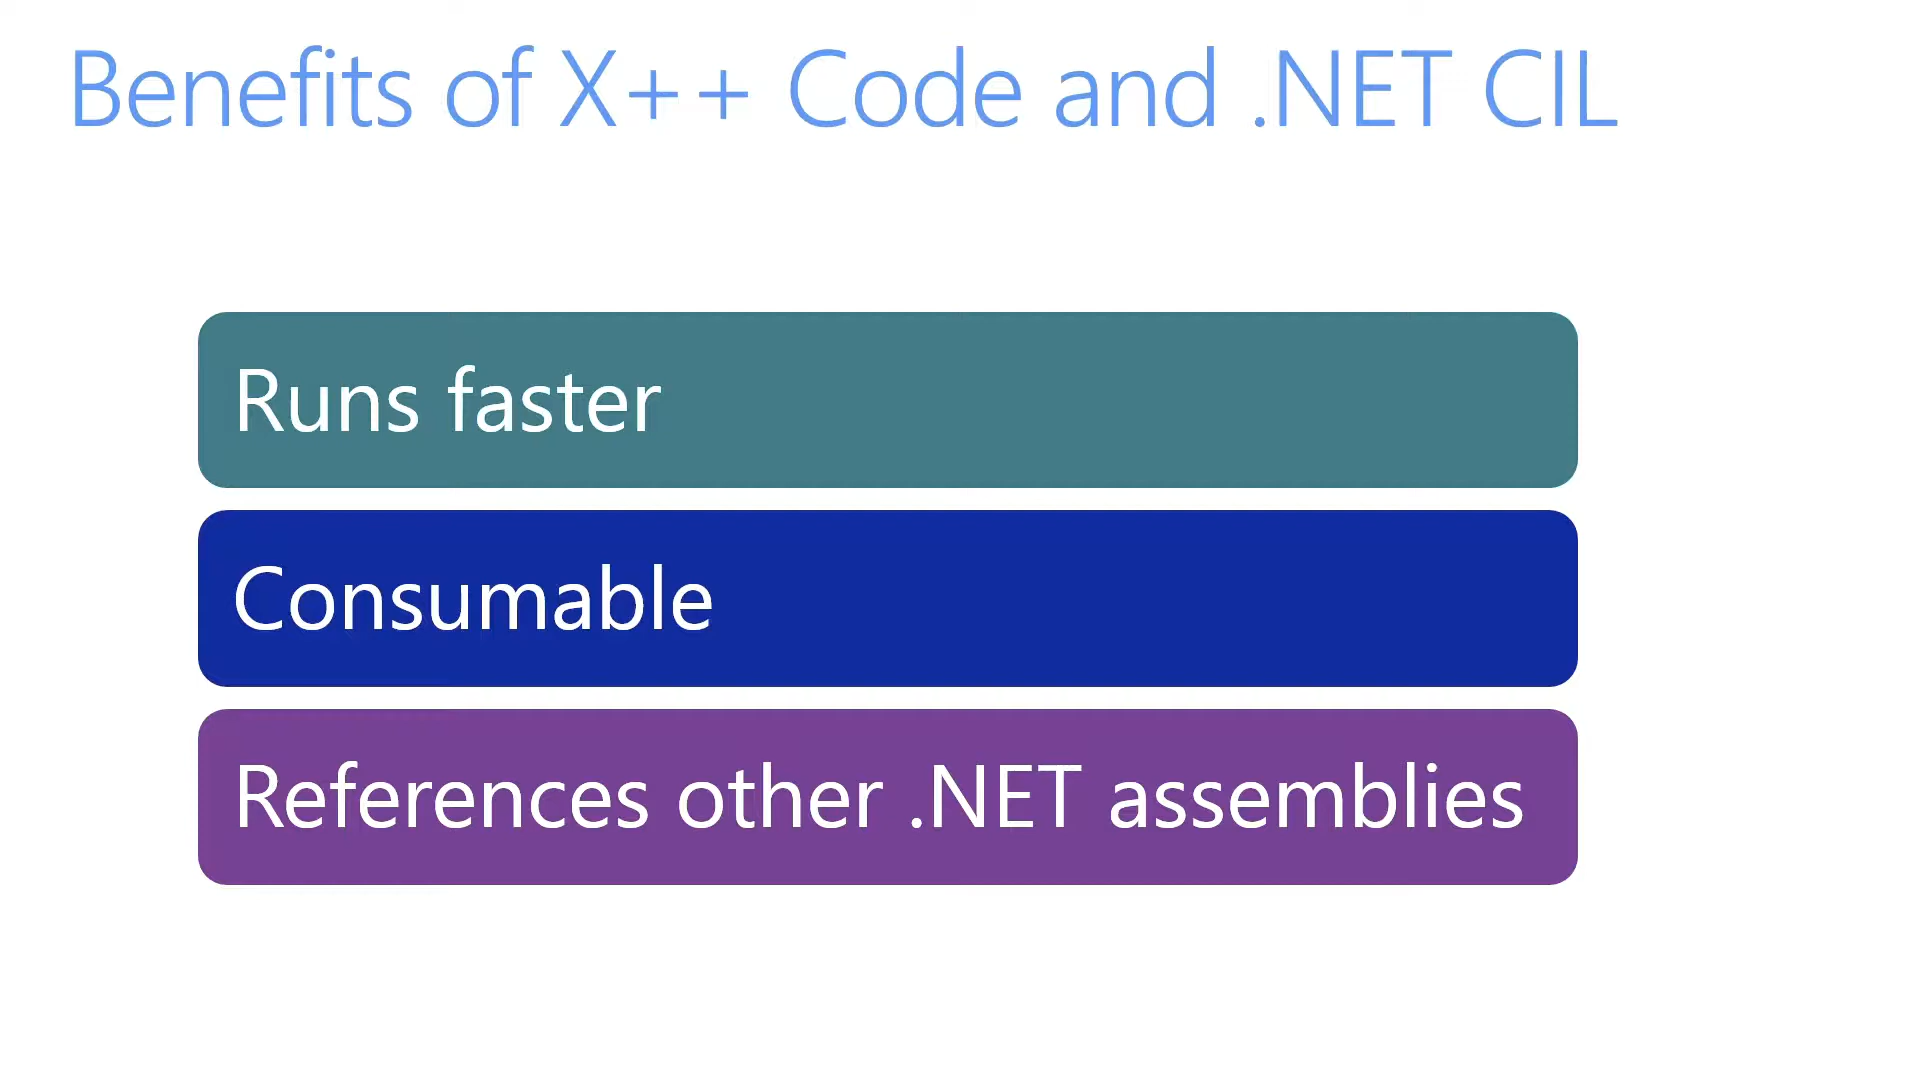 Benefits of X++ Code and .NET CIL
Runs faster
Consumable
References other .NET assemblies